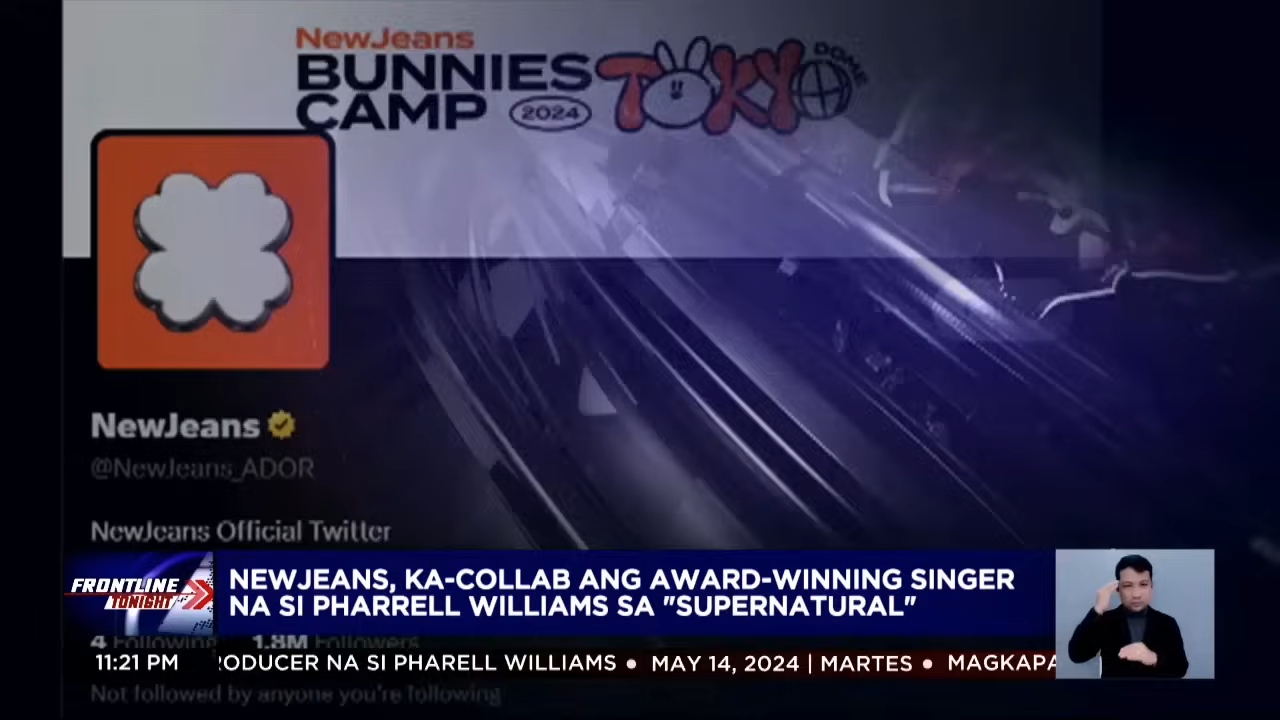 NewJeans
BUNNIES
CAMP 2024 TOKYO DOME
NewJeans
@NewJeans_ADOR
NewJeans Official Twitter
FRONTLINE
TONIGHT
NEWJEANS, KA-COLLAB ANG AWARD-WINNING SINGER
NA SI PHARRELL WILLIAMS SA "SUPERNATURAL"
4 Following 1.8M Followers
11:21 PM RODUCER NA SI PHARELL WILLIAMS • MAY 14, 2024 | MARTES • MAGKAPA
Not followed by anyone you're following